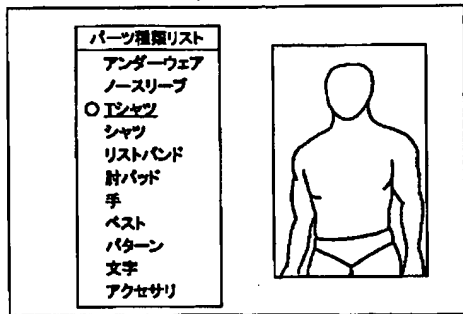 パーツ種類リスト
アンダーウェア
ノースリーブ
○ Tシャツ
シャツ
リストバンド
肘パッド
手
ベスト
パターン
文字
アクセサリ